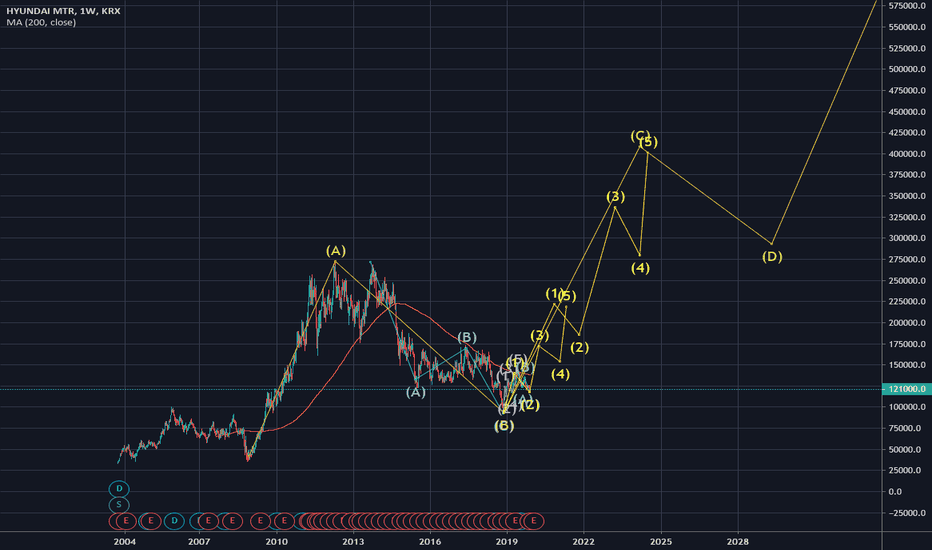 HYUNDAI MTR, 1W, KRX
MA (200, close)
575000.0
550000.0
525000.0
500000.0
475000.0
450000.0
425000.0
400000.0
375000.0
350000.0
325000.0
300000.0
275000.0
250000.0
225000.0
200000.0
175000.0
150000.0
121000.0
100000.0
75000.0
50000.0
25000.0
0.0
−25000.0
(C)
(5)
(3)
(4)
(D)
(A)
(1)
(5)
(3)
(2)
(4)
(B)
(A)
(2)
D
S
E
E
D
E
E
E
E
E
E
2004
2007
2010
2013
2016
2019
2022
2025
2028